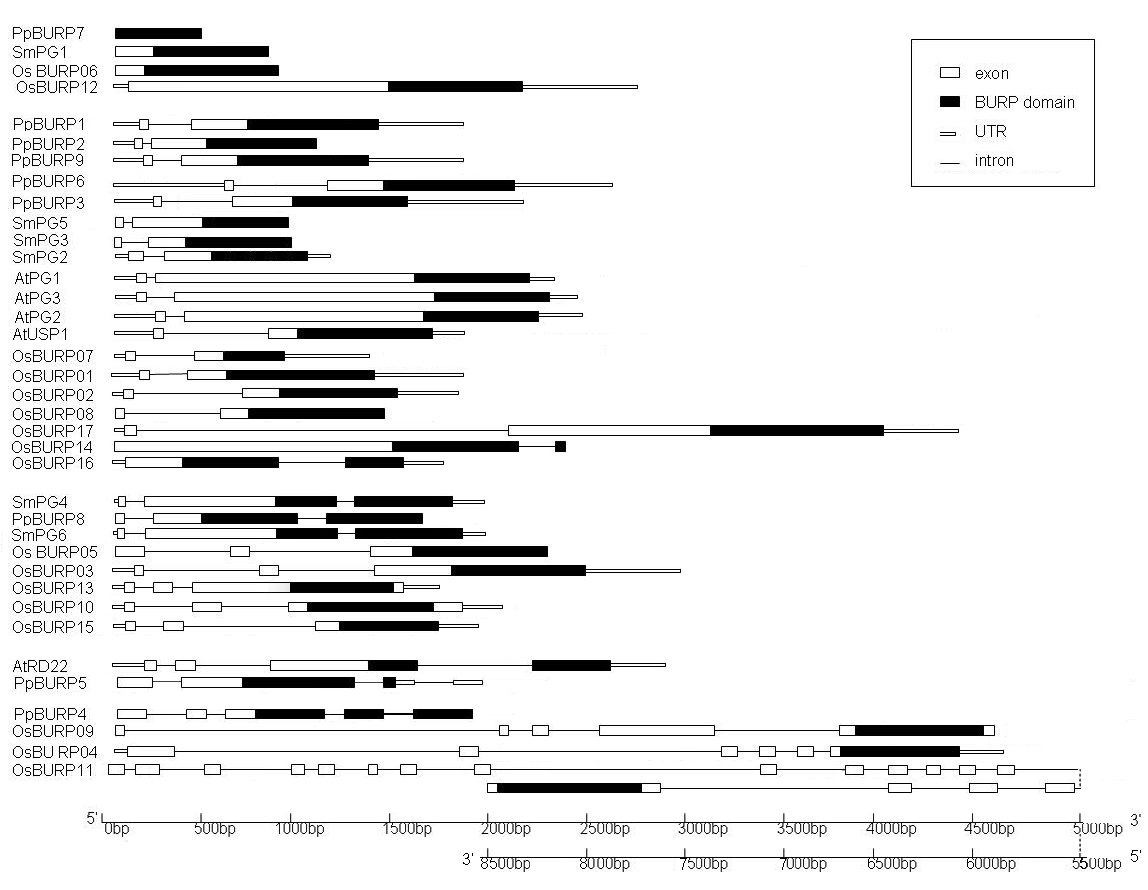 PpBURP7
SmPG1
Os BURP06
OsBURP12
exon
BURP domain
UTR
intron
PpBURP1
PpBURP2
PpBURP9
PpBURP6
PpBURP3
SmPG5
SmPG3
SmPG2
AtPG1
AtPG3
AtPG2
AtUSP1
OsBURP07
OsBURP01
OsBURP02
OsBURP08
OsBURP17
OsBURP14
OsBURP16
SmPG4
PpBURP8
SmPG6
Os BURP05
OsBURP03
OsBURP13
OsBURP10
OsBURP15
AtRD22
PpBURP5
PpBURP4
OsBURP09
OsBU RP04
OsBURP11
5' 0bp 500bp 1000bp 1500bp 2000bp 2500bp 3000bp 3500bp 4000bp 4500bp 5000bp 3'
3' 8500bp 8000bp 7500bp 7000bp 6500bp 6000bp 5500bp 5'